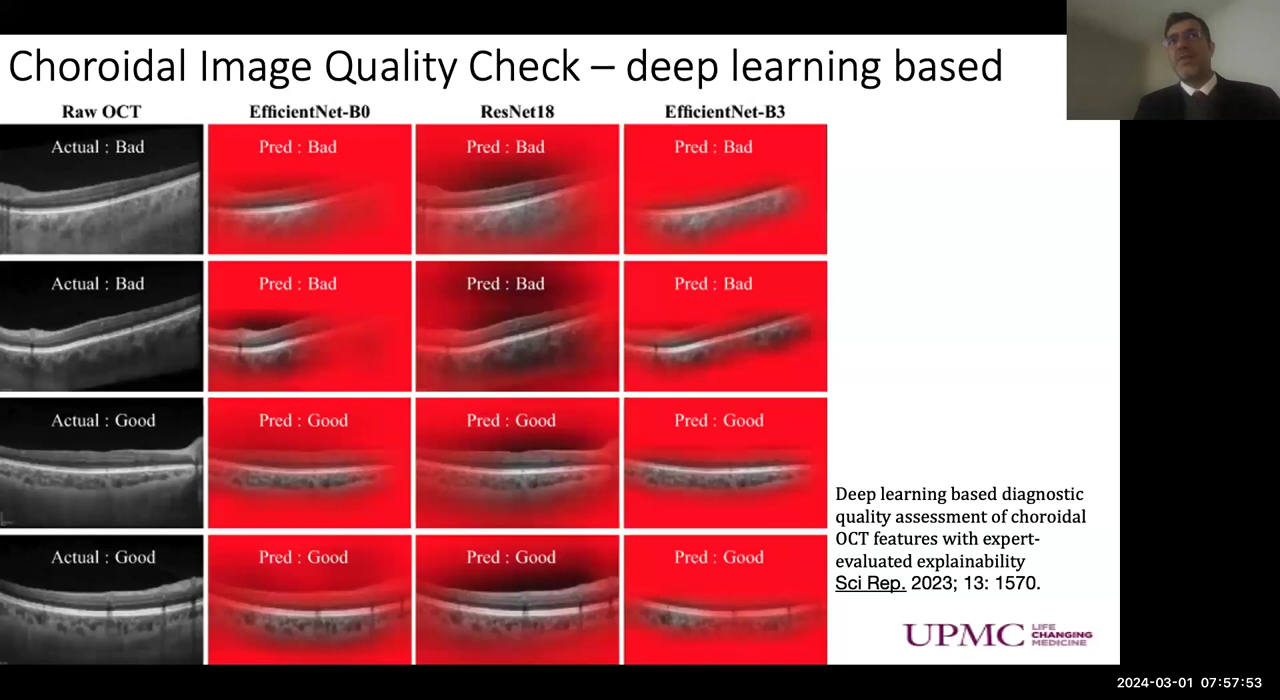 Choroidal Image Quality Check – deep learning based
Raw OCT EfficientNet-B0 ResNet18 EfficientNet-B3
Actual : Bad Pred : Bad Pred : Bad Pred : Bad
Actual : Bad Pred : Bad Pred : Bad Pred : Bad
Actual : Good Pred : Good Pred : Good Pred : Good
Actual : Good Pred : Good Pred : Good Pred : Good
Deep learning based diagnostic
quality assessment of choroidal
OCT features with expert-
evaluated explainability
Sci Rep. 2023; 13: 1570.
UPMC LIFE
CHANGING
MEDICINE
2024-03-01 07:57:53